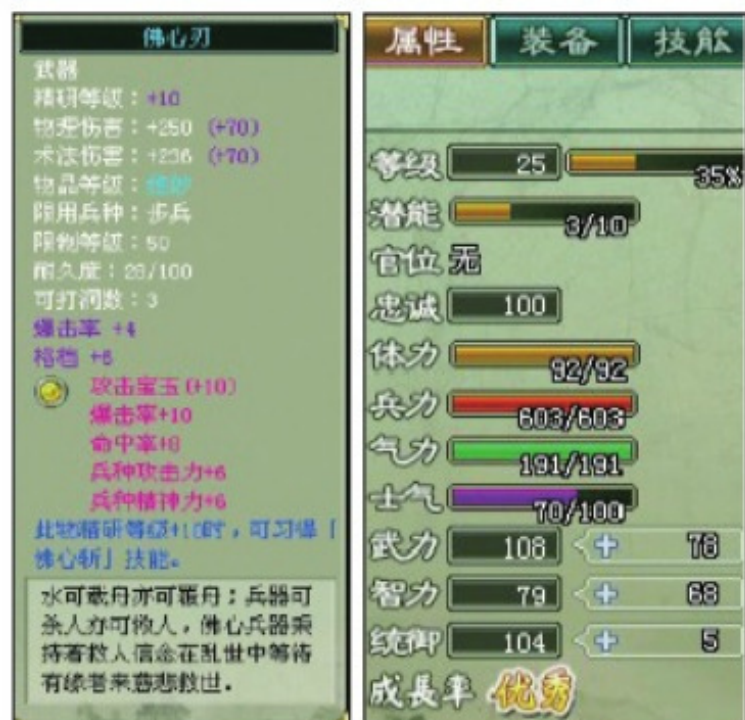 佛心刃
武器
精研等级：+10
物理伤害：+250 (+70)
术法伤害：+236 (+70)
物品等级：绝妙
限用兵种：步兵
限制等级：50
耐久度：28/100
可打洞数：3
爆击率 +4
格档 +6
攻击宝玉(+10)
爆击率+10
命中率+8
兵种攻击力+6
兵种精神力+6
此物精研等级+10时，可习得「
佛心斩」技能。
水可载舟亦可覆舟；兵器可
杀人亦可救人，佛心兵器秉
持着救人信念在乱世中等待
有缘者来慈悲救世。
属性 装备 技能
等级 25 35%
潜能 3/10
官位 无
忠诚 100
体力 92/92
兵力 603/603
气力 191/191
士气 70/100
武力 108 + 78
智力 79 + 68
统御 104 + 5
成長率 优秀